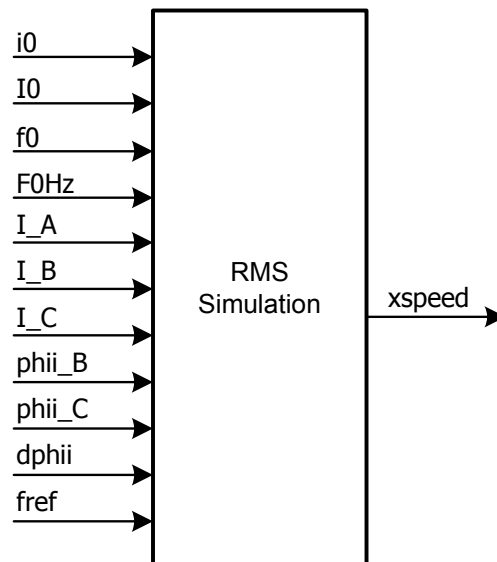 i0
I0
f0
F0Hz
I_A
I_B
I_C
phii_B
phii_C
dphii
fref
RMS
Simulation
xspeed